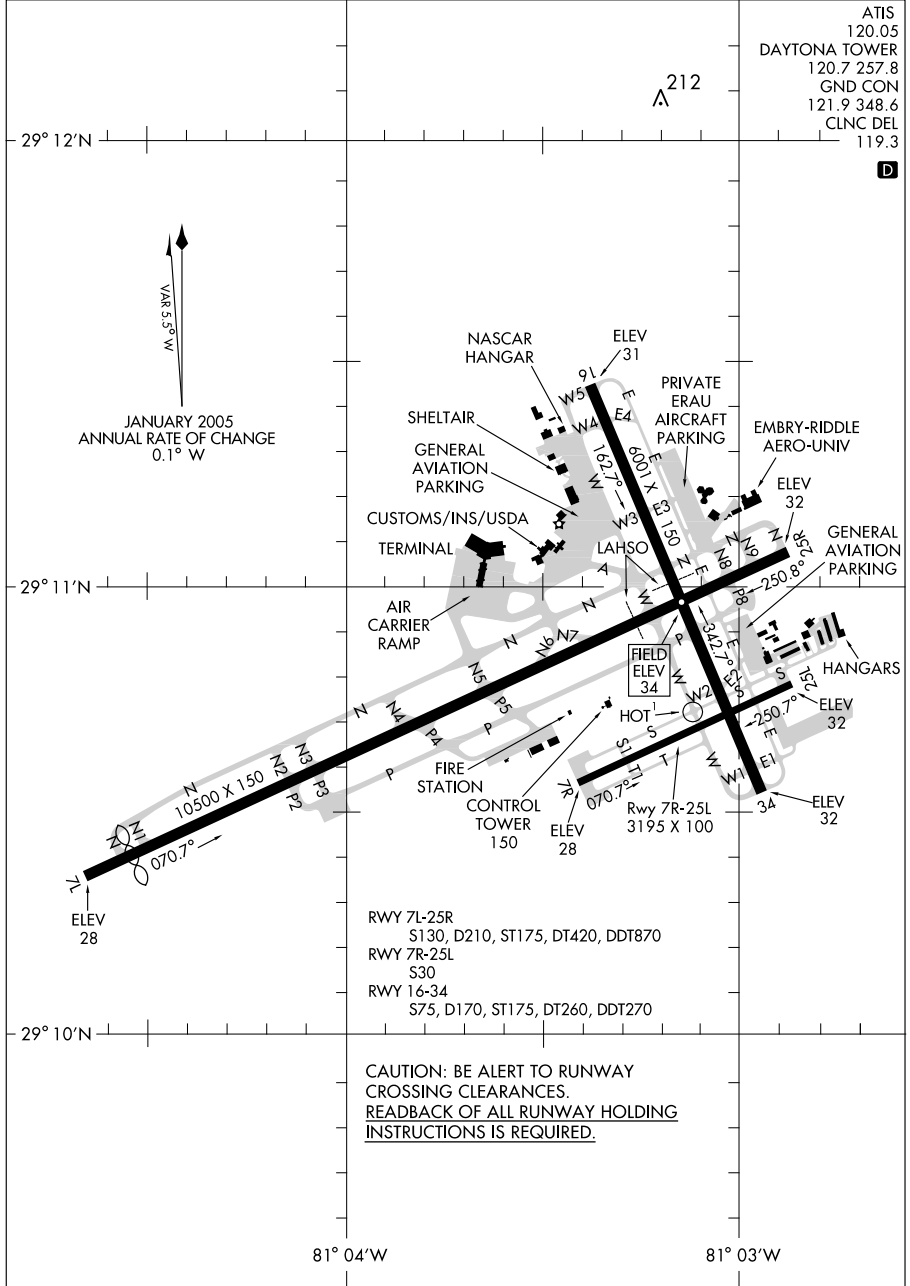 ATIS
120.05
DAYTONA TOWER
120.7 257.8
GND CON
121.9 348.6
CLNC DEL
119.3
D
212
29° 12'N
VAR 5.5° W
JANUARY 2005
ANNUAL RATE OF CHANGE
0.1° W
NASCAR
HANGAR
ELEV
31
16
W5
E
PRIVATE
ERAU
AIRCRAFT
PARKING
SHELTAIR
W4
E4
EMBRY-RIDDLE
AERO-UNIV
GENERAL
AVIATION
PARKING
162.7°
6001 X 150
E
W
ELEV
32
CUSTOMS/INS/USDA
W3
E3
GENERAL
AVIATION
PARKING
TERMINAL
LAHSO
N
E
N8
N
N9
N
25R
29° 11'N
A
W
P8
250.8°
AIR
CARRIER
RAMP
N
N
N6
N7
P
342.7°
E
FIELD
ELEV
34
W
HANGARS
N5
P5
W2
S
S
25L
HOT 1
250.7°
ELEV
32
N
N4
P4
P
S
FIRE
STATION
S1
T1
T
W
W1
E1
E
N3
N2
P3
P2
P
CONTROL
TOWER
150
7R
070.7°
Rwy 7R-25L
3195 X 100
34
ELEV
32
N
10500 X 150
ELEV
28
N
N1
070.7°
7L
ELEV
28
RWY 7L-25R
S130, D210, ST175, DT420, DDT870
RWY 7R-25L
S30
RWY 16-34
S75, D170, ST175, DT260, DDT270
29° 10'N
CAUTION: BE ALERT TO RUNWAY
CROSSING CLEARANCES.
READBACK OF ALL RUNWAY HOLDING
INSTRUCTIONS IS REQUIRED.
81° 04'W
81° 03'W